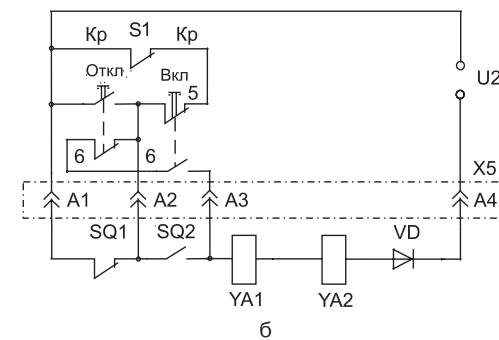 S1
Кр Кр
Откл. Вкл
5
U2
6 6
X5
A1 A2 A3 A4
SQ1 SQ2 VD
YA1 YA2
б